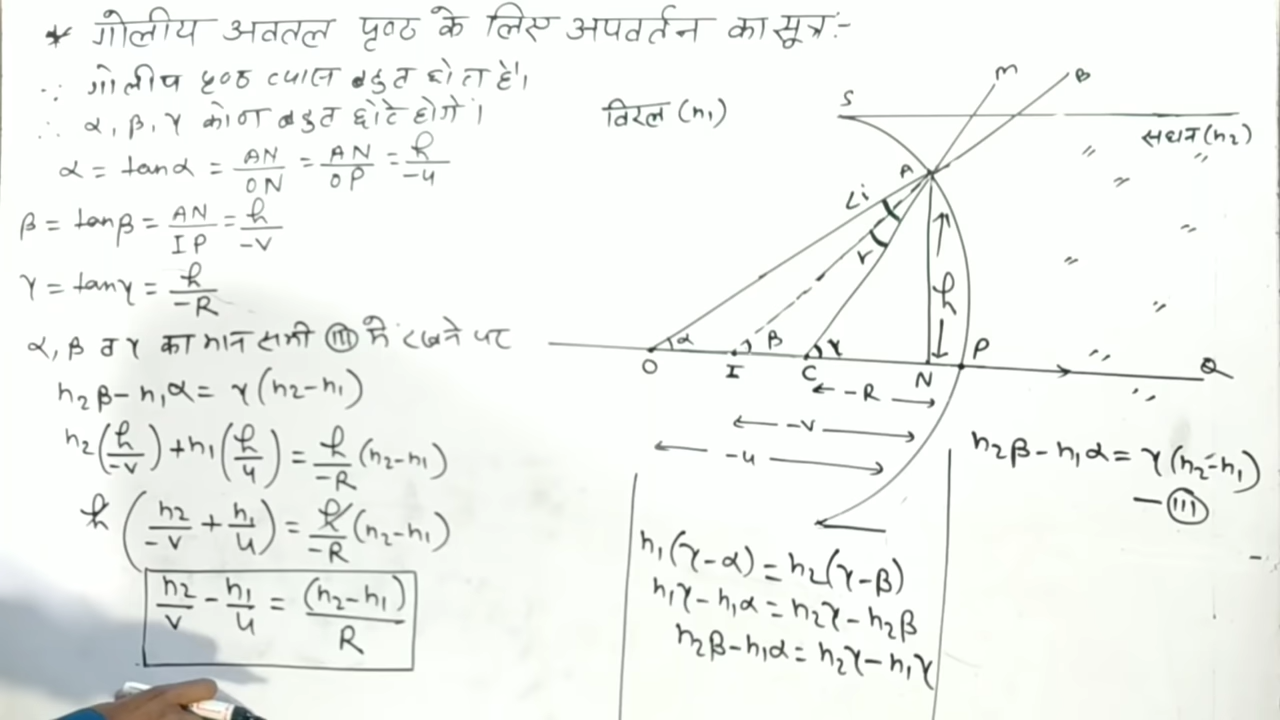 * गोलीय अवतल पृष्ठ के लिए अपवर्तन का सूत्र:-
∵ गोलीय पृष्ठ व्यास बहुत छोटा है।
∴ α, β, γ कोण बहुत छोटे होगे।
α = tanα = AN/ON = AN/OP = h/-u
β = tanβ = AN/IP = h/-v
γ = tanγ = h/-R
α, β व γ का मान समी (III) मे रखने पर
n2β - n1α = γ(n2-n1)
n2(h/-v) + n1(h/u) = h/-R (n2-n1)
h(n2/-v + n1/u) = h/-R (n2-n1)
n2/v - n1/u = (n2-n1)/R
विरल (n1)
S
M
B
सघन (n2)
A
∠i
r
h
α
β
γ
O
I
C
N
P
Q
-R
-v
-u
n2β - n1α = γ(n2-n1)
— (III)
n1(γ-α) = n2(γ-β)
n1γ - n1α = n2γ - n2β
n2β - n1α = n2γ - n1γ